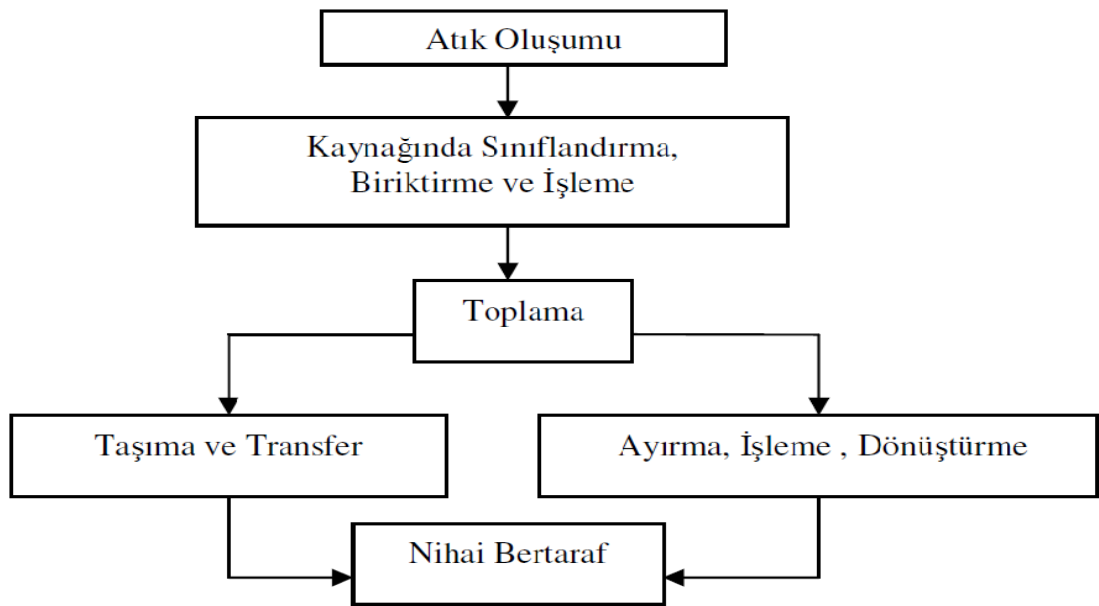 Atık Oluşumu
Kaynağında Sınıflandırma,
Biriktirme ve İşleme
Toplama
Taşıma ve Transfer
Ayırma, İşleme , Dönüştürme
Nihai Bertaraf